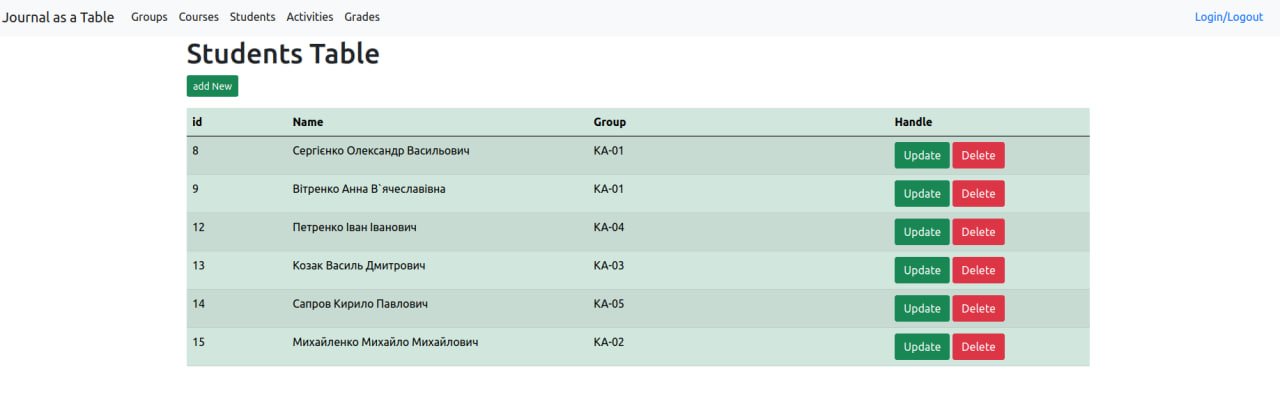 Journal as a Table Groups Courses Students Activities Grades Login/Logout
Students Table
add New
id Name Group Handle
8 Сергієнко Олександр Васильович КА-01 Update Delete
9 Вітренко Анна В`ячеславівна КА-01 Update Delete
12 Петренко Іван Іванович КА-04 Update Delete
13 Козак Василь Дмитрович КА-03 Update Delete
14 Сапров Кирило Павлович КА-05 Update Delete
15 Михайленко Михайло Михайлович КА-02 Update Delete